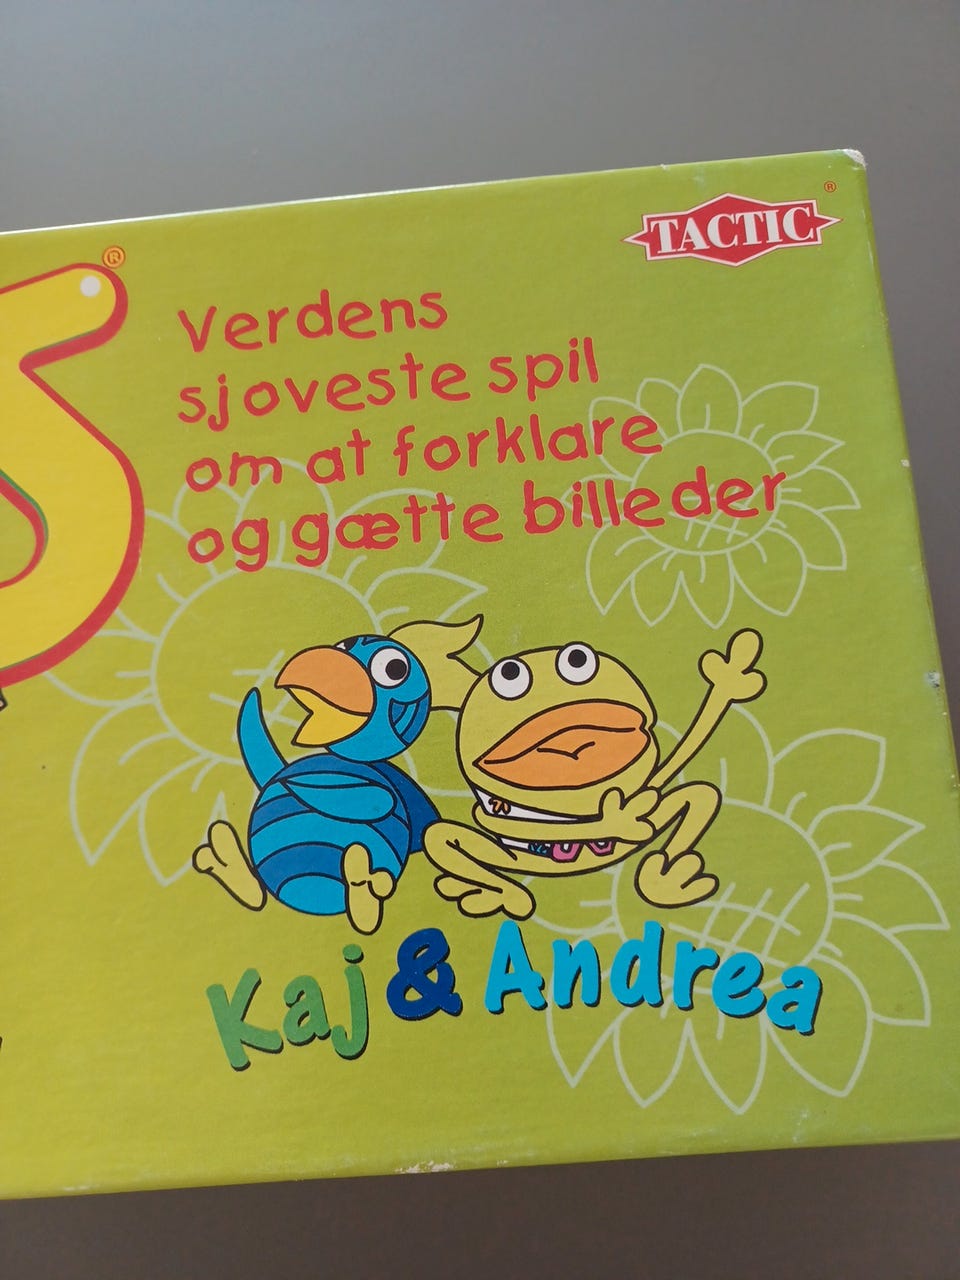 TACTIC®
®
Verdens
sjoveste spil
om at forklare
og gætte billeder
Kaj & Andrea